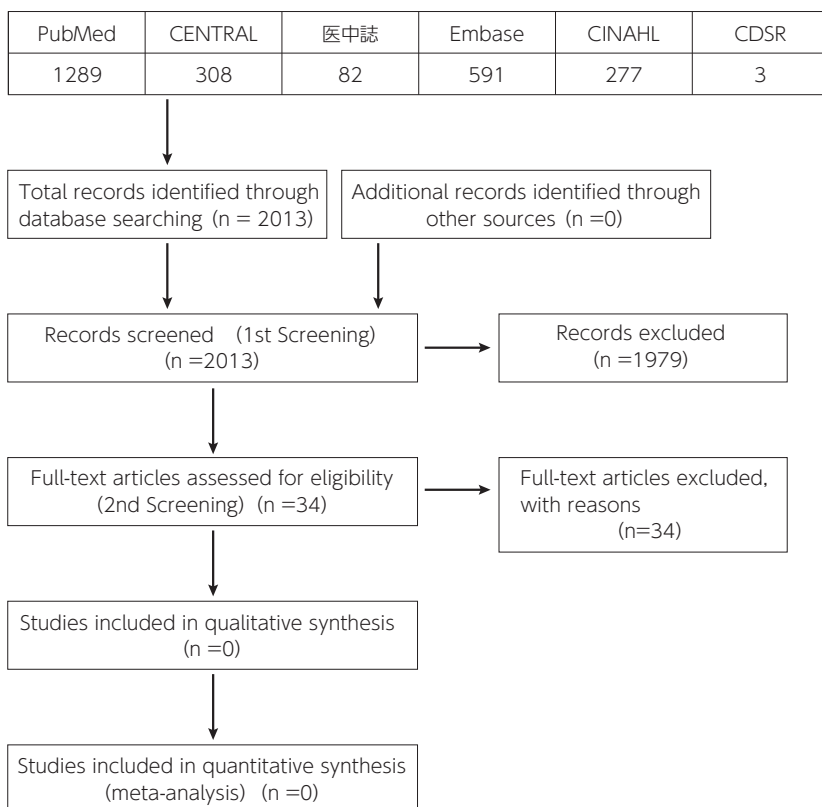 PubMed CENTRAL 医中誌 Embase CINAHL CDSR
1289 308 82 591 277 3
Total records identified through
database searching (n = 2013)
Additional records identified through
other sources (n =0)
Records screened (1st Screening)
(n =2013)
Records excluded
(n =1979)
Full-text articles assessed for eligibility
(2nd Screening) (n =34)
Full-text articles excluded,
with reasons
(n=34)
Studies included in qualitative synthesis
(n =0)
Studies included in quantitative synthesis
(meta-analysis) (n =0)